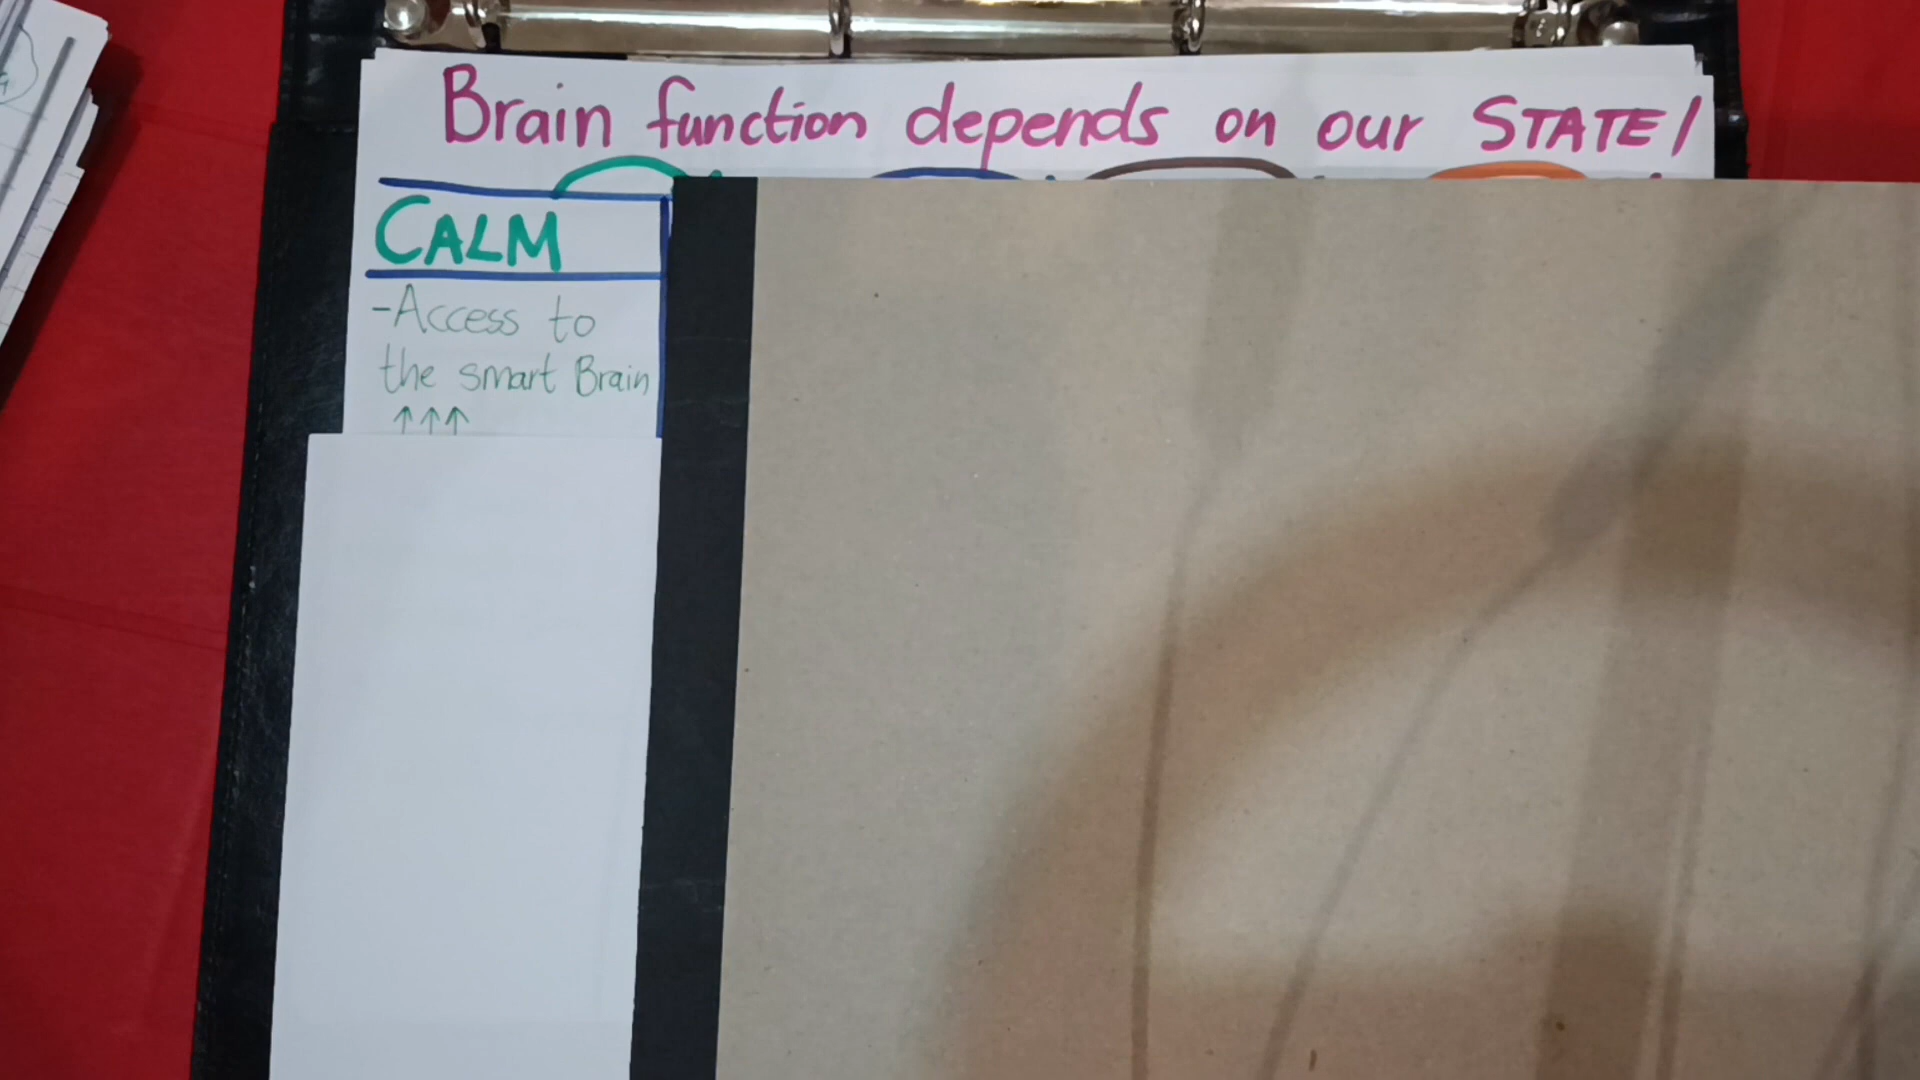 Brain function depends on our STATE!
CALM
-Access to
the smart Brain
↑↑↑